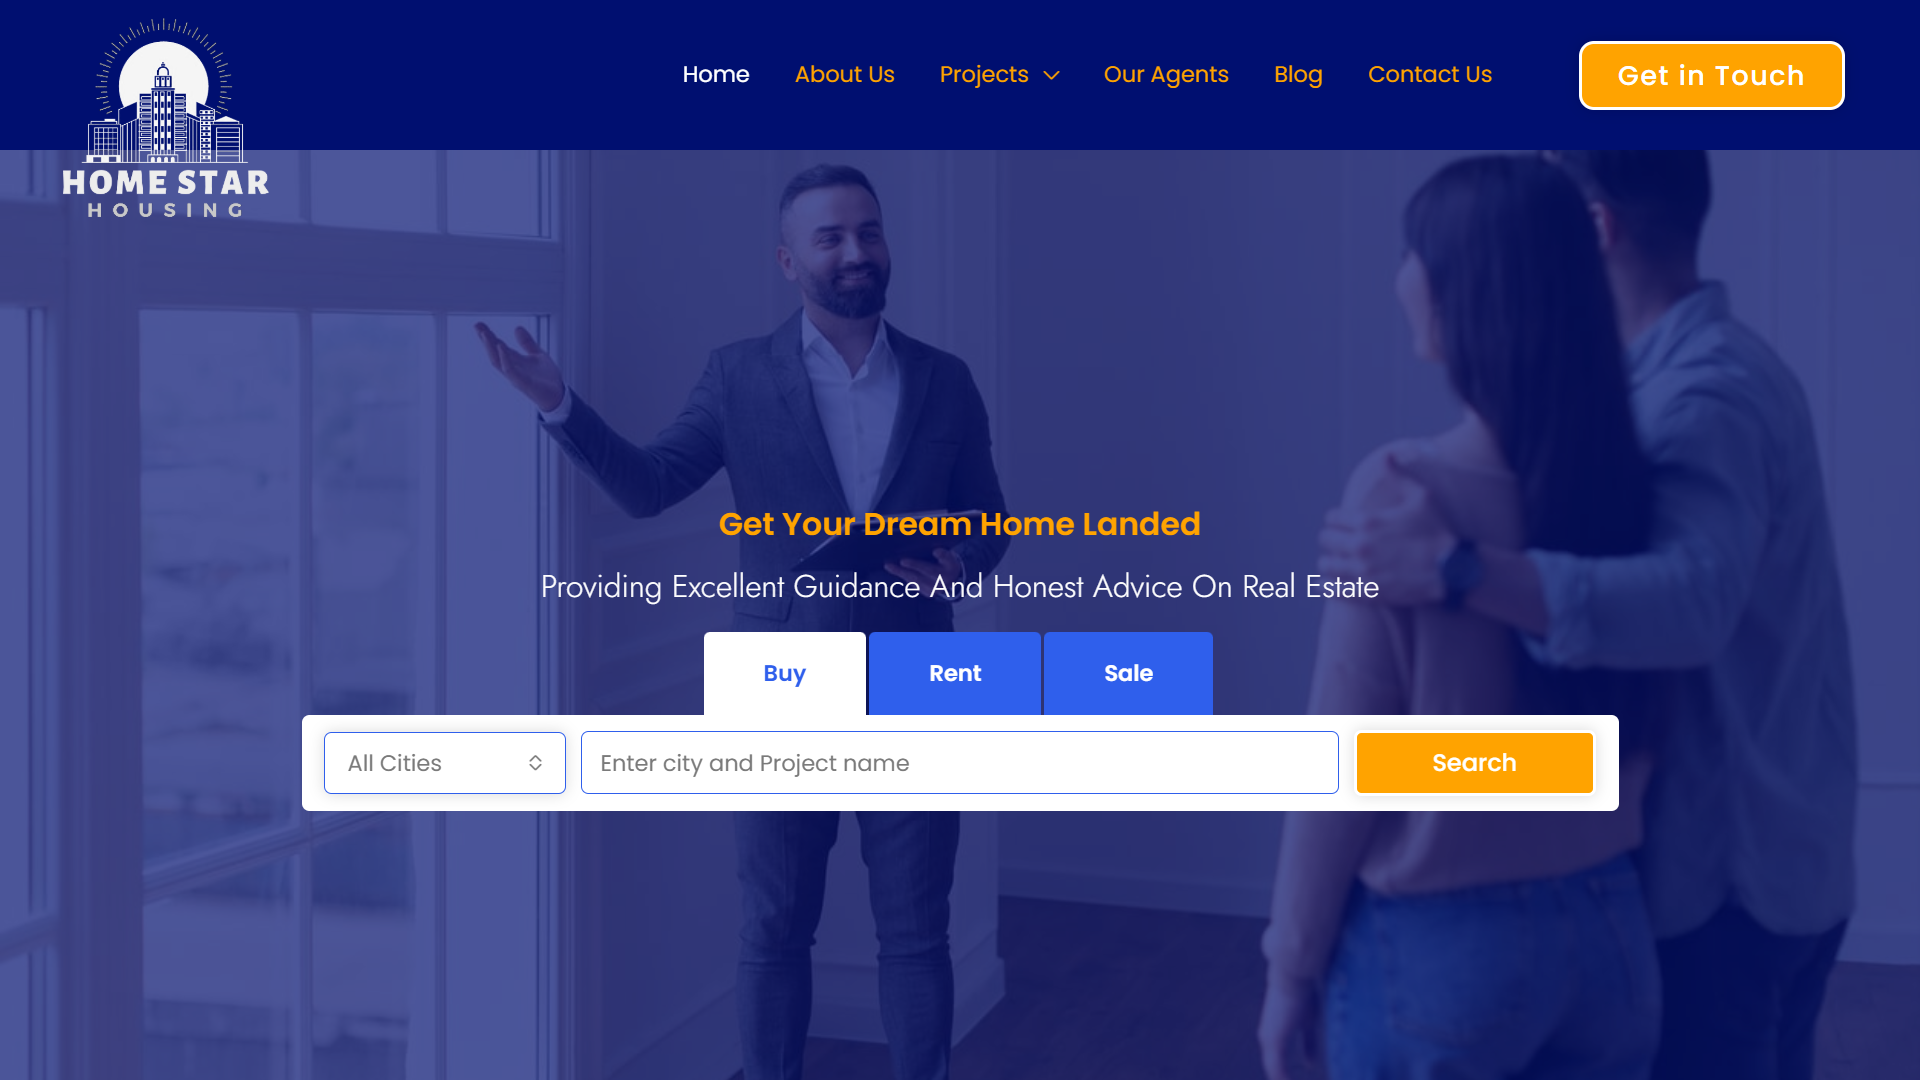 HOME STAR
HOUSING
Home
About Us
Projects
Our Agents
Blog
Contact Us
Get in Touch
Get Your Dream Home Landed
Providing Excellent Guidance And Honest Advice On Real Estate
Buy
Rent
Sale
All Cities
Enter city and Project name
Search